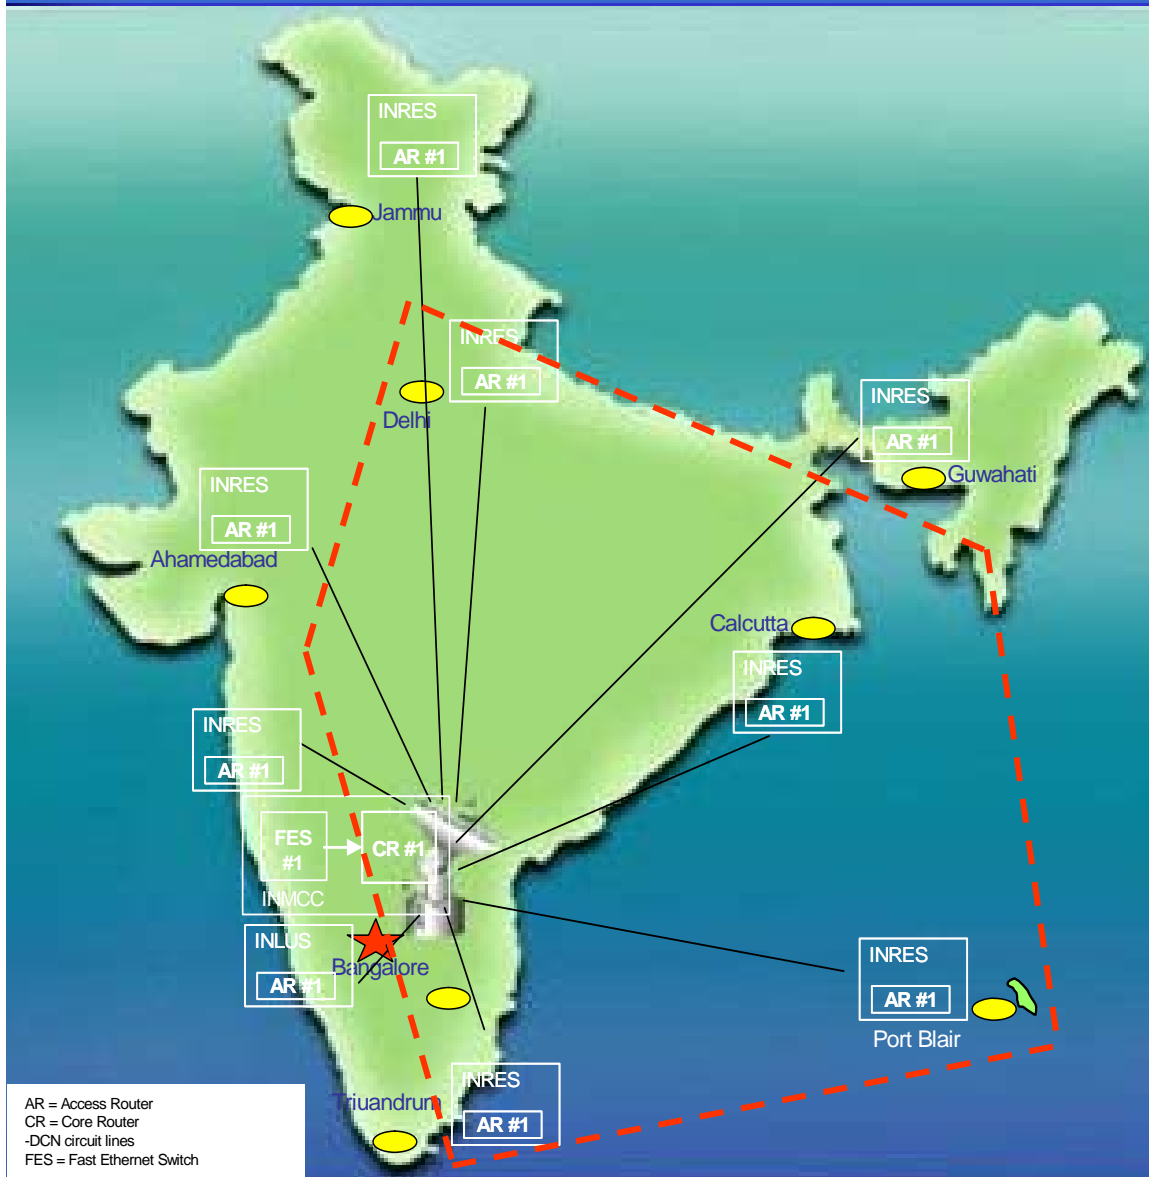 INRES
AR #1
Jammu
INRES
AR #1
Delhi
INRES
AR #1
Guwahati
INRES
AR #1
Ahamedabad
Calcutta
INRES
AR #1
INRES
AR #1
FES
#1
CR #1
INMCC
INLUS
Bangalore
AR #1
INRES
AR #1
Port Blair
INRES
Triuandrum
AR #1
AR = Access Router
CR = Core Router
-DCN circuit lines
FES = Fast Ethernet Switch